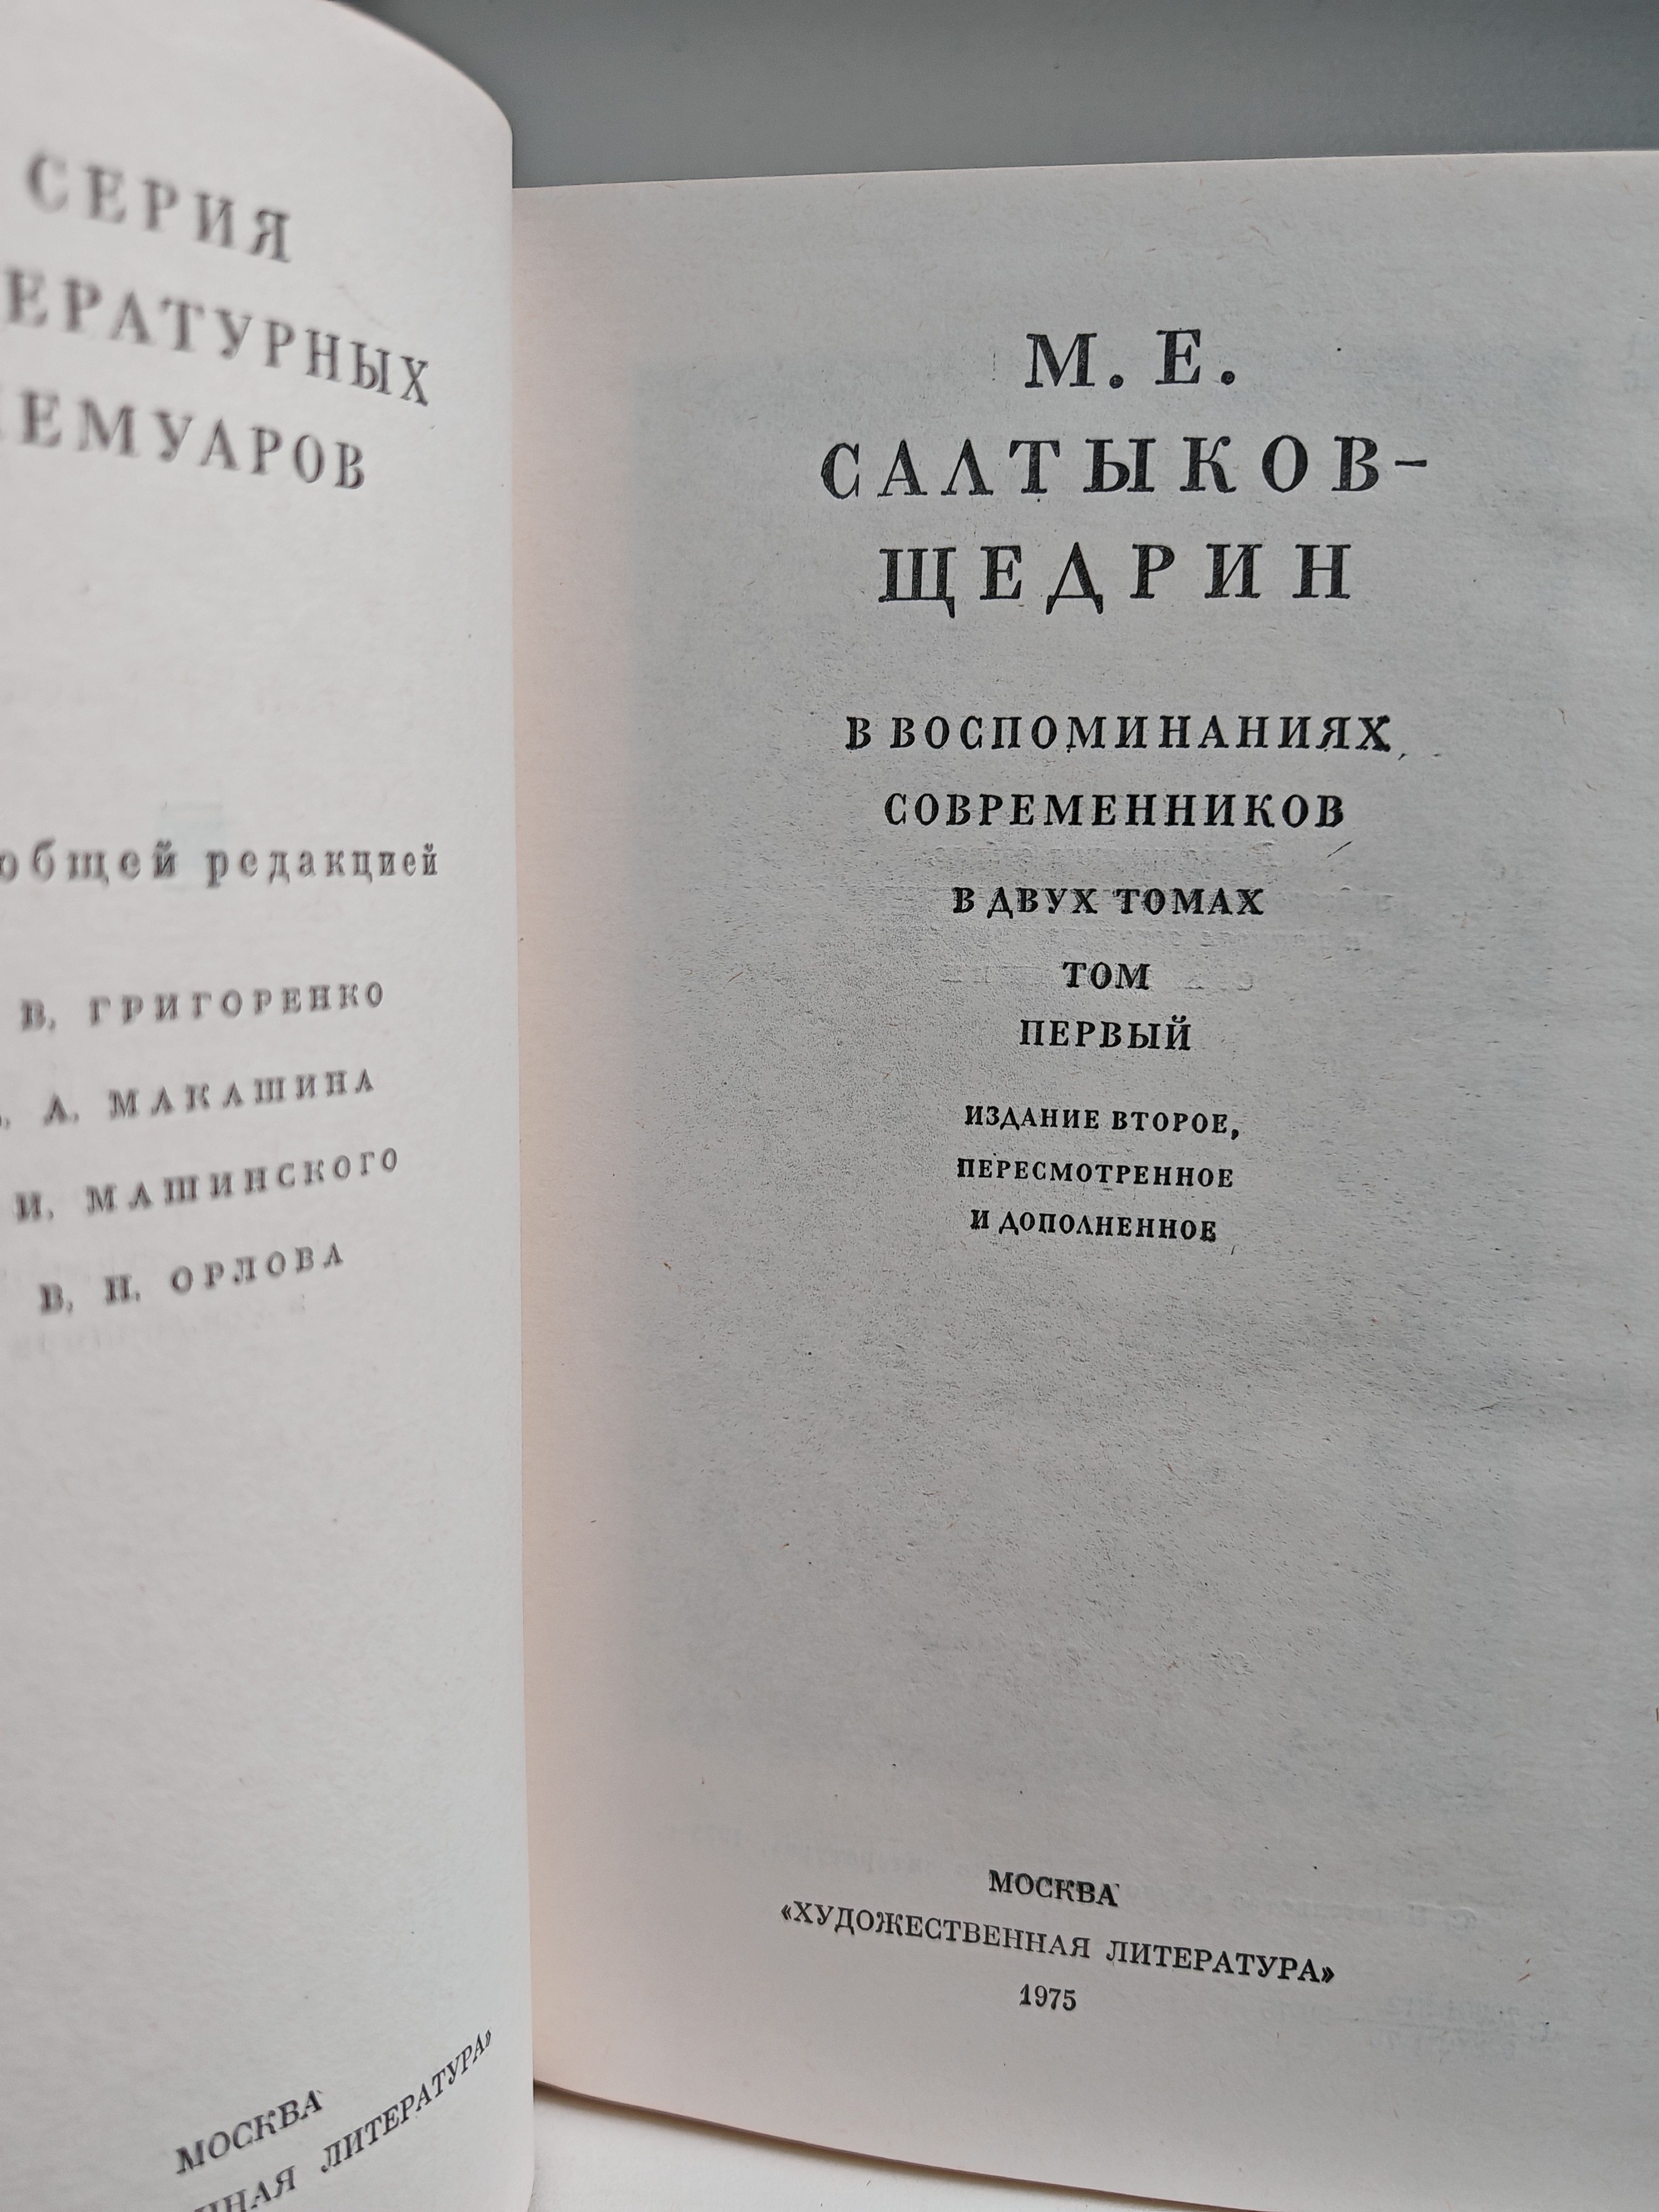 СЕРИЯ
ЕРАТУРНЫХ
ЕМУАРОВ
общей редакцией
В. ГРИГОРЕНКО
А. МАКАШИНА
И. МАШИНСКОГО
В. Н. ОРЛОВА
МОСКВА
ННАЯ ЛИТЕРАТУРА»
М. Е.
САЛТЫКОВ-
ЩЕДРИН
В ВОСПОМИНАНИЯХ
СОВРЕМЕННИКОВ
В ДВУХ ТОМАХ
ТОМ
ПЕРВЫЙ
ИЗДАНИЕ ВТОРОЕ,
ПЕРЕСМОТРЕННОЕ
И ДОПОЛНЕННОЕ
МОСКВА
«ХУДОЖЕСТВЕННАЯ ЛИТЕРАТУРА»
1975